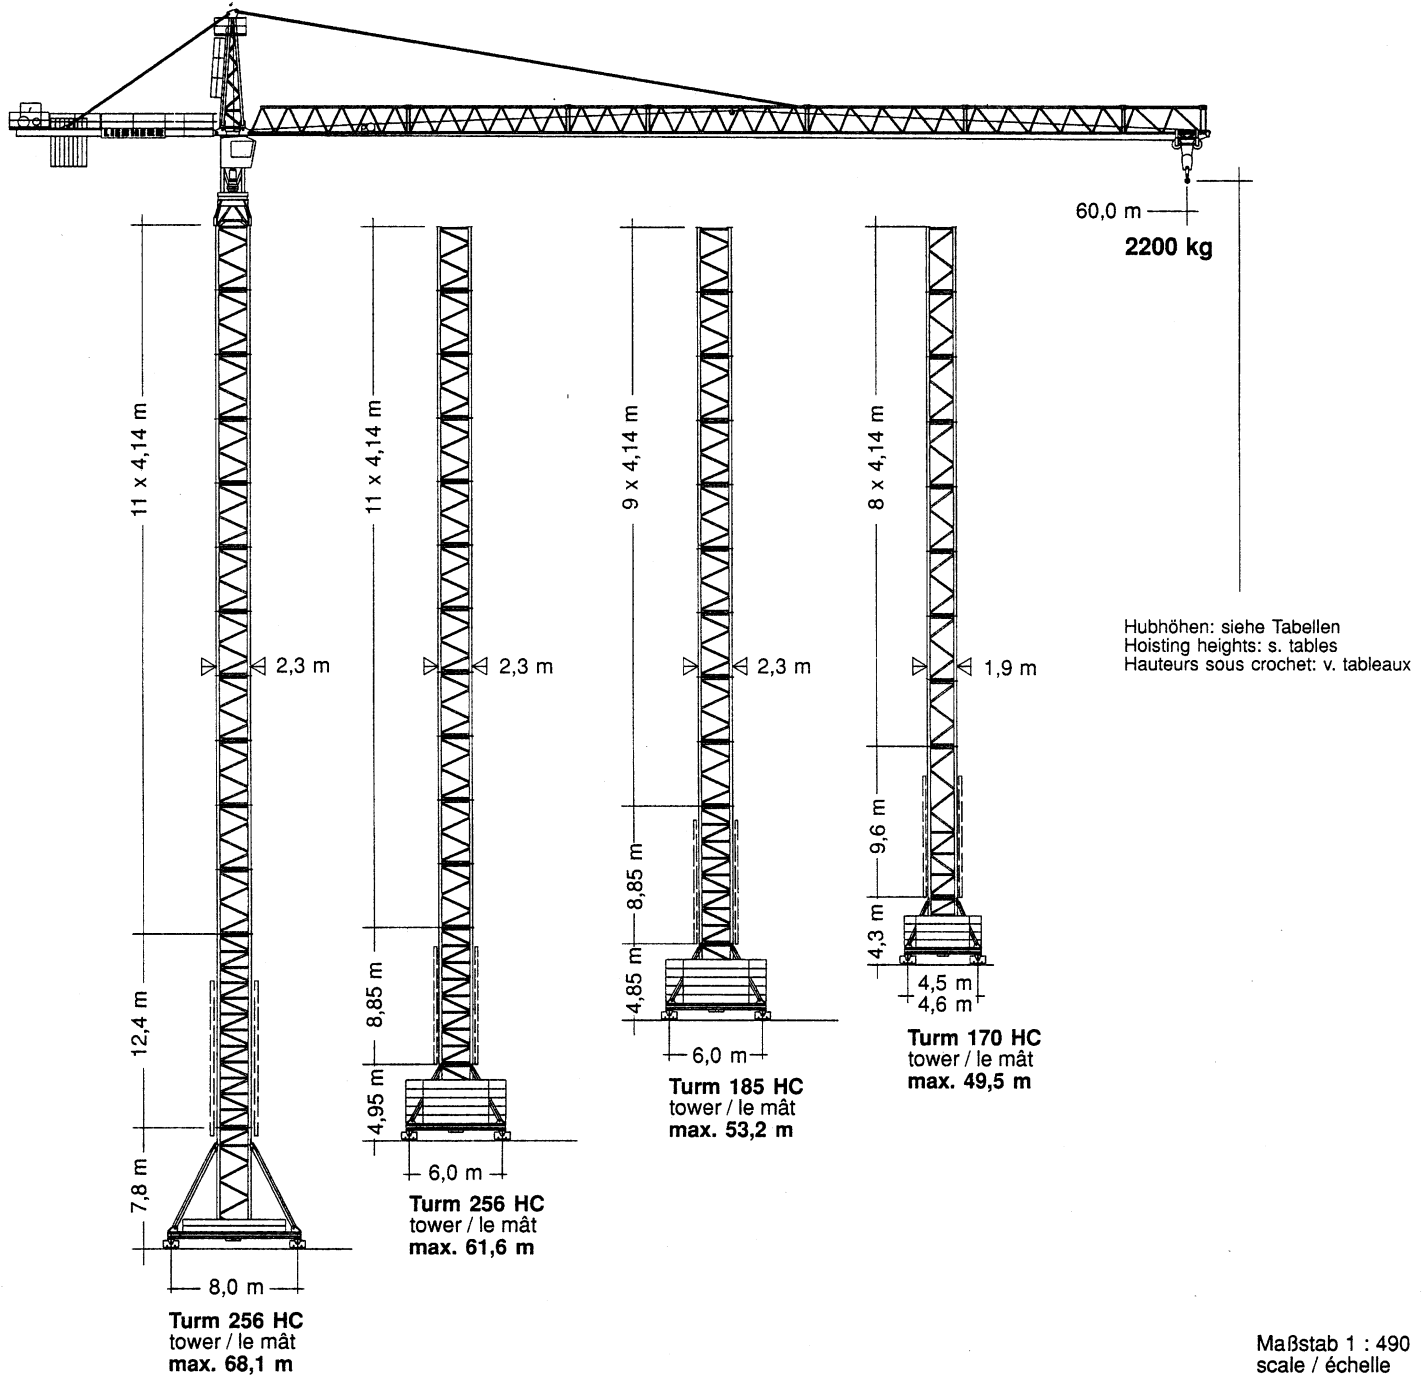 LIEBHERR
60,0 m
2200 kg
11 x 4,14 m
11 x 4,14 m
9 x 4,14 m
8 x 4,14 m
Hubhöhen: siehe Tabellen
Hoisting heights: s. tables
Hauteurs sous crochet: v. tableaux
2,3 m
2,3 m
2,3 m
1,9 m
12,4 m
7,8 m
8,0 m
Turm 256 HC
tower / le mât
max. 68,1 m
8,85 m
4,95 m
6,0 m
Turm 256 HC
tower / le mât
max. 61,6 m
8,85 m
4,85 m
6,0 m
Turm 185 HC
tower / le mât
max. 53,2 m
9,6 m
4,3 m
4,5 m
4,6 m
Turm 170 HC
tower / le mât
max. 49,5 m
Maßstab 1 : 490
scale / échelle